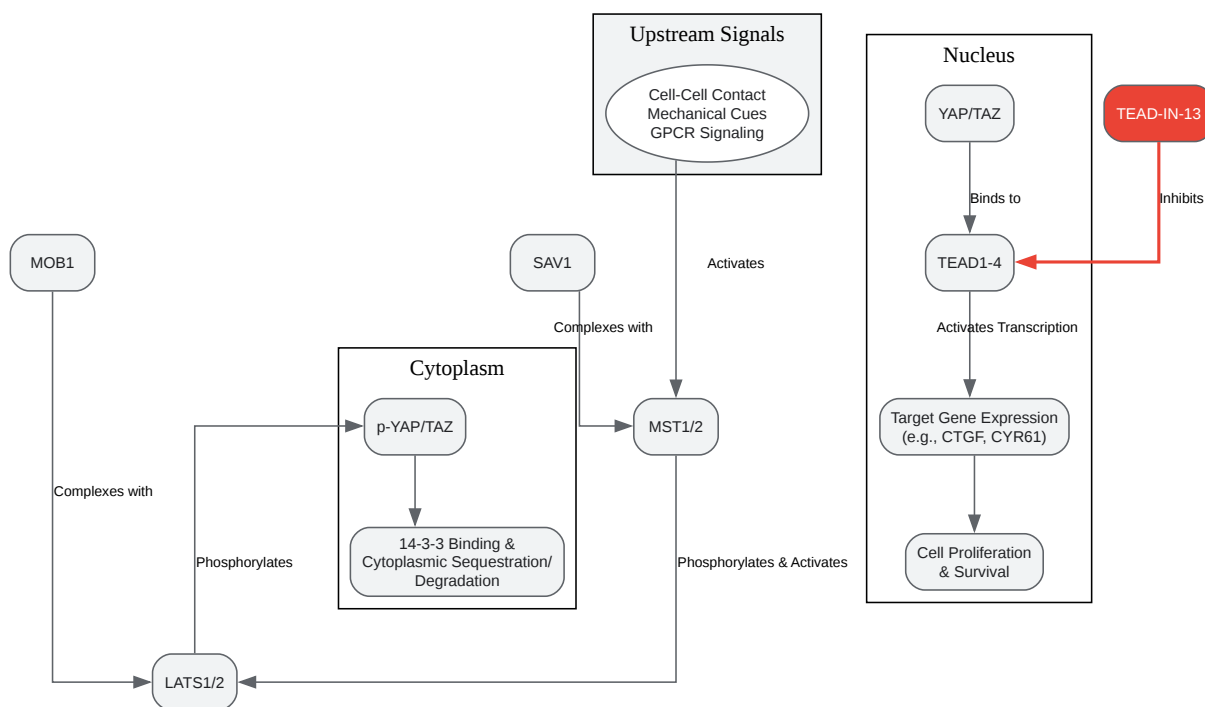 Upstream Signals
Cell-Cell Contact
Mechanical Cues
GPCR Signaling
Nucleus
YAP/TAZ
TEAD-IN-13
Binds to
Inhibits
MOB1
SAV1
Activates
TEAD1-4
Complexes with
Activates Transcription
Cytoplasm
p-YAP/TAZ
MST1/2
Target Gene Expression
(e.g., CTGF, CYR61)
Complexes with
Phosphorylates
14-3-3 Binding &
Cytoplasmic Sequestration/
Degradation
Phosphorylates & Activates
Cell Proliferation
& Survival
LATS1/2